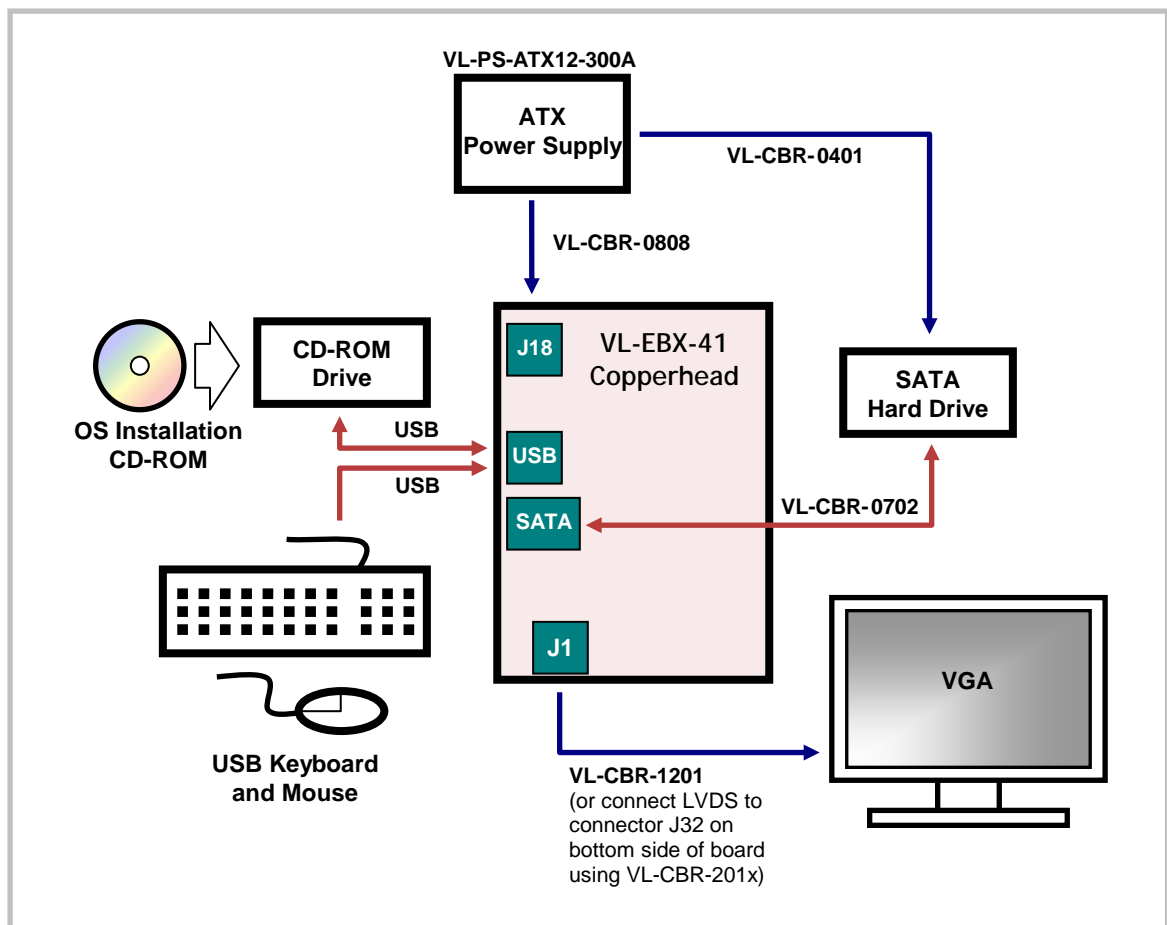 VL-PS-ATX12-300A
ATX
Power Supply
VL-CBR-0401
VL-CBR-0808
VL-EBX-41
Copperhead
J18
CD-ROM
Drive
SATA
Hard Drive
OS Installation
CD-ROM
USB
USB
USB
SATA
VL-CBR-0702
J1
VGA
USB Keyboard
and Mouse
VL-CBR-1201
(or connect LVDS to
connector J32 on
bottom side of board
using VL-CBR-201x)